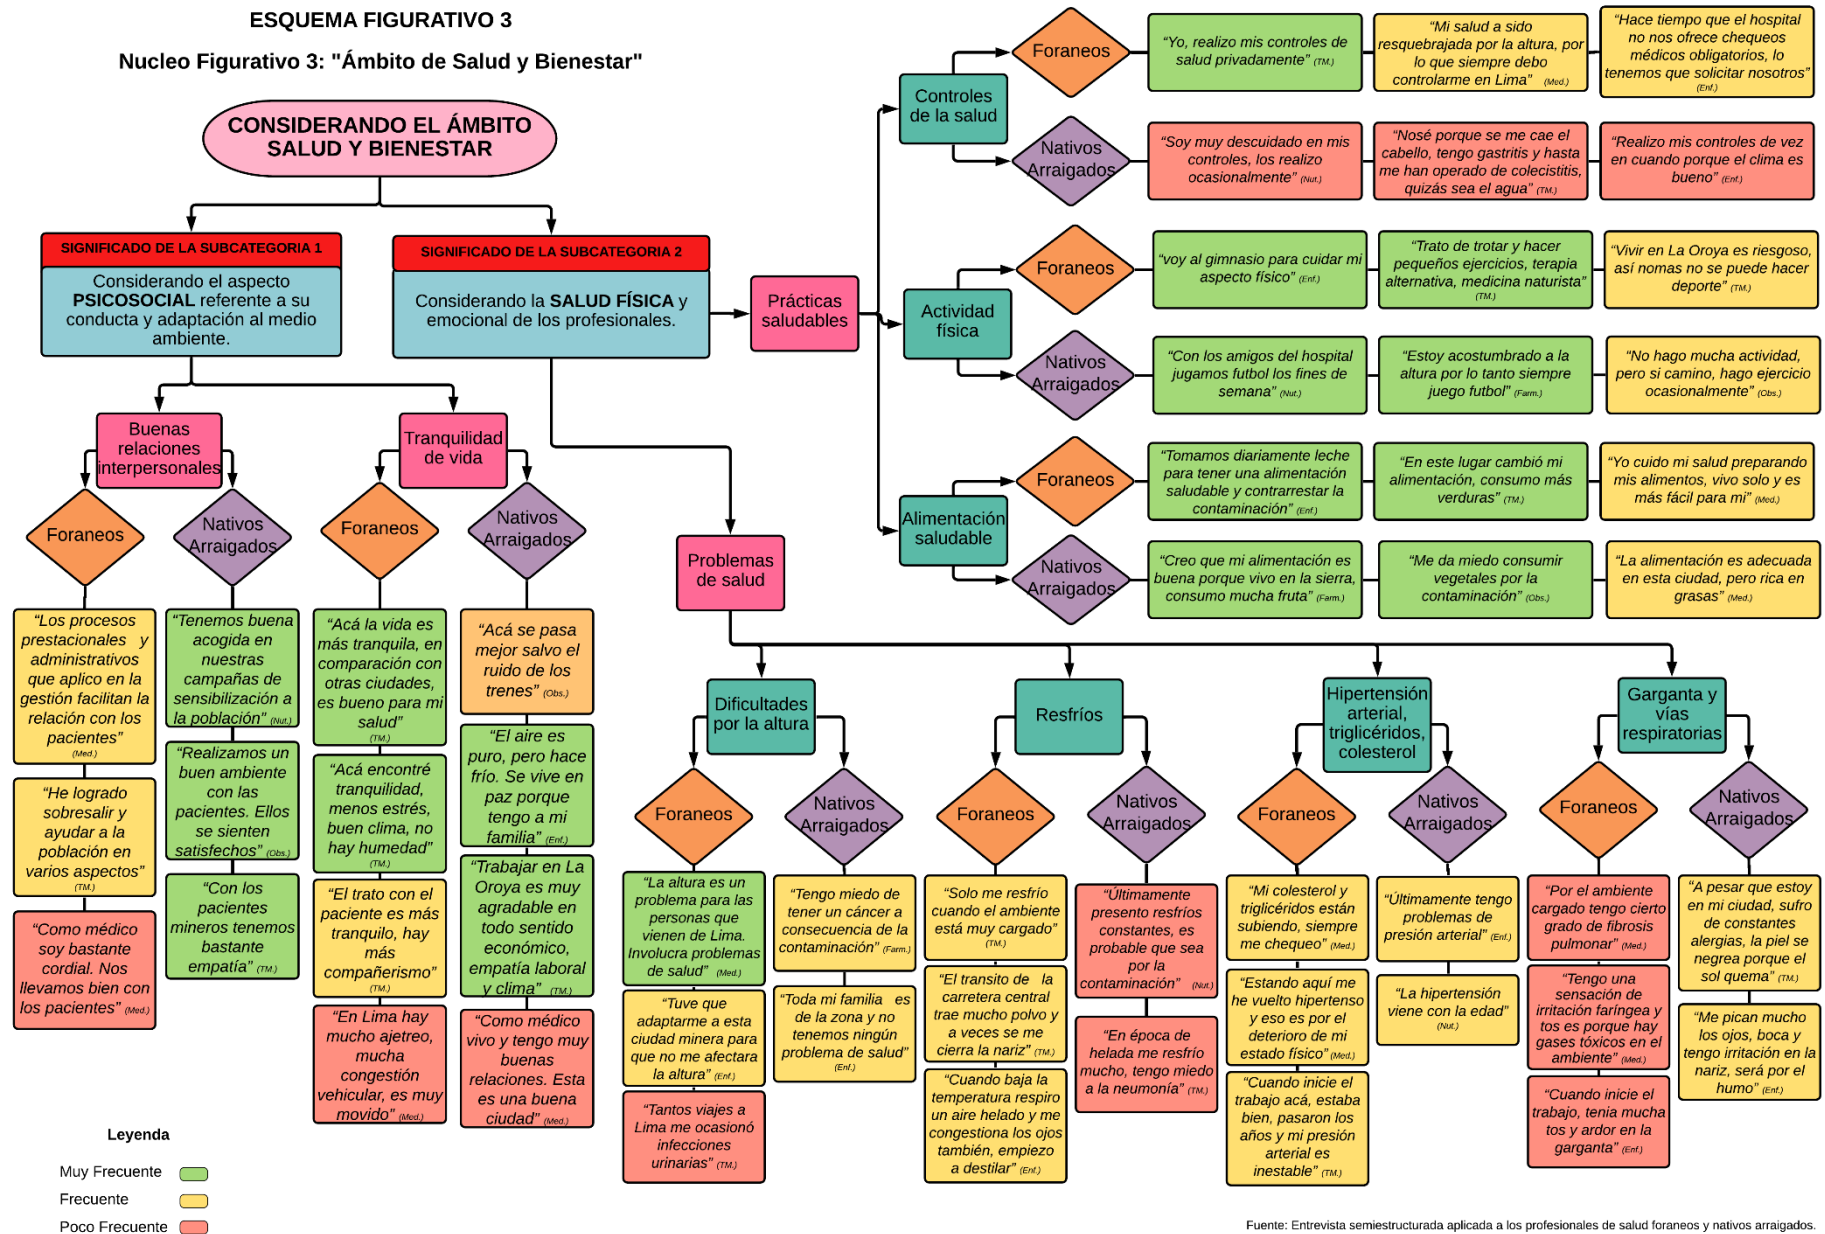 ESQUEMA FIGURATIVO 3
Nucleo Figurativo 3: "Ámbito de Salud y Bienestar"
CONSIDERANDO EL ÁMBITO
SALUD Y BIENESTAR
SIGNIFICADO DE LA SUBCATEGORIA 1
Considerando el aspecto
PSICOSOCIAL referente a su
conducta y adaptación al medio
ambiente.
SIGNIFICADO DE LA SUBCATEGORIA 2
Considerando la SALUD FÍSICA y
emocional de los profesionales.
Prácticas
saludables
Controles
de la salud
Foraneos
“Yo, realizo mis controles de
salud privadamente” (TM.)
“Mi salud a sido
resquebrajada por la altura, por
lo que siempre debo
controlarme en Lima” (Med.)
“Hace tiempo que el hospital
no nos ofrece chequeos
médicos obligatorios, lo
tenemos que solicitar nosotros”
(Enf.)
Nativos
Arraigados
“Soy muy descuidado en mis
controles, los realizo
ocasionalmente” (Nut.)
“Nosé porque se me cae el
cabello, tengo gastritis y hasta
me han operado de colecistitis,
quizás sea el agua” (TM.)
“Realizo mis controles de vez
en cuando porque el clima es
bueno” (Enf.)
Actividad
física
Foraneos
“voy al gimnasio para cuidar mi
aspecto físico” (Enf.)
“Trato de trotar y hacer
pequeños ejercicios, terapia
alternativa, medicina naturista”
(TM.)
“Vivir en La Oroya es riesgoso,
así nomas no se puede hacer
deporte” (TM.)
Nativos
Arraigados
“Con los amigos del hospital
jugamos futbol los fines de
semana” (Nut.)
“Estoy acostumbrado a la
altura por lo tanto siempre
juego futbol” (Farm.)
“No hago mucha actividad,
pero si camino, hago ejercicio
ocasionalmente” (Obs.)
Alimentación
saludable
Foraneos
“Tomamos diariamente leche
para tener una alimentación
saludable y contrarrestar la
contaminación” (Enf.)
“En este lugar cambió mi
alimentación, consumo más
verduras” (TM.)
“Yo cuido mi salud preparando
mis alimentos, vivo solo y es
más fácil para mi” (Med.)
Nativos
Arraigados
“Creo que mi alimentación es
buena porque vivo en la sierra,
consumo mucha fruta” (Farm.)
“Me da miedo consumir
vegetales por la
contaminación” (Obs.)
“La alimentación es adecuada
en esta ciudad, pero rica en
grasas” (Med.)
Buenas
relaciones
interpersonales
Foraneos
“Los procesos
prestacionales y
administrativos
que aplico en la
gestión facilitan la
relación con los
pacientes”
(Med.)
“He logrado
sobresalir y
ayudar a la
población en
varios aspectos”
(TM.)
“Como médico
soy bastante
cordial. Nos
llevamos bien con
los pacientes” (Med.)
Nativos
Arraigados
“Tenemos buena
acogida en
nuestras
campañas de
sensibilización a
la población” (Nut.)
“Realizamos un
buen ambiente
con las
pacientes. Ellos
se sienten
satisfechos” (Obs.)
“Con los
pacientes
mineros tenemos
bastante
empatía” (TM.)
Tranquilidad
de vida
Foraneos
“Acá la vida es
más tranquila, en
comparación con
otras ciudades,
es bueno para mi
salud”
(TM.)
“Acá encontré
tranquilidad,
menos estrés,
buen clima, no
hay humedad”
(TM.)
“El trato con el
paciente es más
tranquilo, hay
más
compañerismo”
(TM.)
“En Lima hay
mucho ajetreo,
mucha
congestión
vehicular, es muy
movido” (Med.)
Nativos
Arraigados
“Acá se pasa
mejor salvo el
ruido de los
trenes” (Obs.)
“El aire es
puro, pero hace
frío. Se vive en
paz porque
tengo a mi
familia” (Enf.)
“Trabajar en La
Oroya es muy
agradable en
todo sentido
económico,
empatía laboral
y clima” (TM.)
“Como médico
vivo y tengo muy
buenas
relaciones. Esta
es una buena
ciudad” (Med.)
Problemas
de salud
Dificultades
por la altura
Foraneos
“La altura es un
problema para las
personas que
vienen de Lima.
Involucra problemas
de salud” (Med.)
“Tuve que
adaptarme a esta
ciudad minera para
que no me afectara
la altura” (Enf.)
“Tantos viajes a
Lima me ocasionó
infecciones
urinarias” (TM.)
Nativos
Arraigados
“Tengo miedo de
tener un cáncer a
consecuencia de la
contaminación” (Farm.)
“Toda mi familia es
de la zona y no
tenemos ningún
problema de salud”
(Enf.)
Resfríos
Foraneos
“Solo me resfrío
cuando el ambiente
está muy cargado”
(TM.)
“El transito de la
carretera central
trae mucho polvo y
a veces se me
cierra la nariz” (TM.)
“Cuando baja la
temperatura respiro
un aire helado y me
congestiona los ojos
también, empiezo
a destilar” (Enf.)
Nativos
Arraigados
“Últimamente
presento resfríos
constantes, es
probable que sea
por la
contaminación” (Nut.)
“En época de
helada me resfrío
mucho, tengo miedo
a la neumonía” (TM.)
Hipertensión
arterial,
triglicéridos,
colesterol
Foraneos
“Mi colesterol y
triglicéridos están
subiendo, siempre
me chequeo” (Med.)
“Estando aquí me
he vuelto hipertenso
y eso es por el
deterioro de mi
estado físico” (Med.)
“Cuando inicie el
trabajo acá, estaba
bien, pasaron los
años y mi presión
arterial es
inestable” (TM.)
Nativos
Arraigados
“Últimamente tengo
problemas de
presión arterial” (Enf.)
“La hipertensión
viene con la edad”
(Nut.)
Garganta y
vías
respiratorias
Foraneos
“Por el ambiente
cargado tengo cierto
grado de fibrosis
pulmonar” (Med.)
“Tengo una
sensación de
irritación faríngea y
tos es porque hay
gases tóxicos en el
ambiente” (Med.)
“Cuando inicie el
trabajo, tenia mucha
tos y ardor en la
garganta” (Enf.)
Nativos
Arraigados
“A pesar que estoy
en mi ciudad, sufro
de constantes
alergias, la piel se
negrea porque el
sol quema” (TM.)
“Me pican mucho
los ojos, boca y
tengo irritación en la
nariz, será por el
humo” (Enf.)
Leyenda
Muy Frecuente
Frecuente
Poco Frecuente
Fuente: Entrevista semiestructurada aplicada a los profesionales de salud foraneos y nativos arraigados.